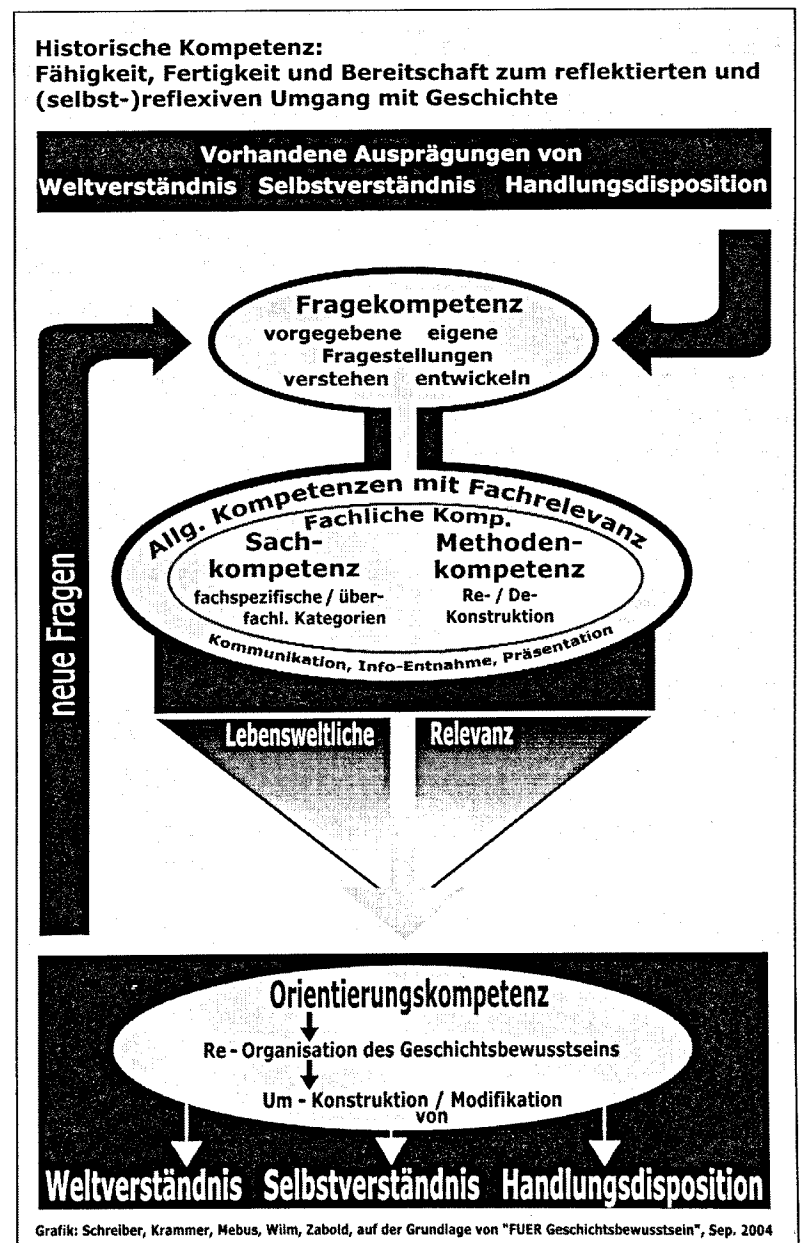 Historische Kompetenz:
Fähigkeit, Fertigkeit und Bereitschaft zum reflektierten und
(selbst-)reflexiven Umgang mit Geschichte
Vorhandene Ausprägungen von
Weltverständnis Selbstverständnis Handlungsdisposition
Fragekompetenz
vorgegebene eigene
Fragestellungen
verstehen entwickeln
Allg. Kompetenzen mit Fachrelevanz
Fachliche Komp.
Sach-
kompetenz
fachspezifische / über-
fachl. Kategorien
Methoden-
kompetenz
Re- / De-
Konstruktion
Kommunikation, Info-Entnahme, Präsentation
neue Fragen
Lebensweltliche Relevanz
Orientierungskompetenz
Re - Organisation des Geschichtsbewusstseins
Um - Konstruktion / Modifikation
von
Weltverständnis Selbstverständnis Handlungsdisposition
Grafik: Schreiber, Krammer, Mebus, Wilm, Zabold, auf der Grundlage von "FUER Geschichtsbewusstsein", Sep. 2004